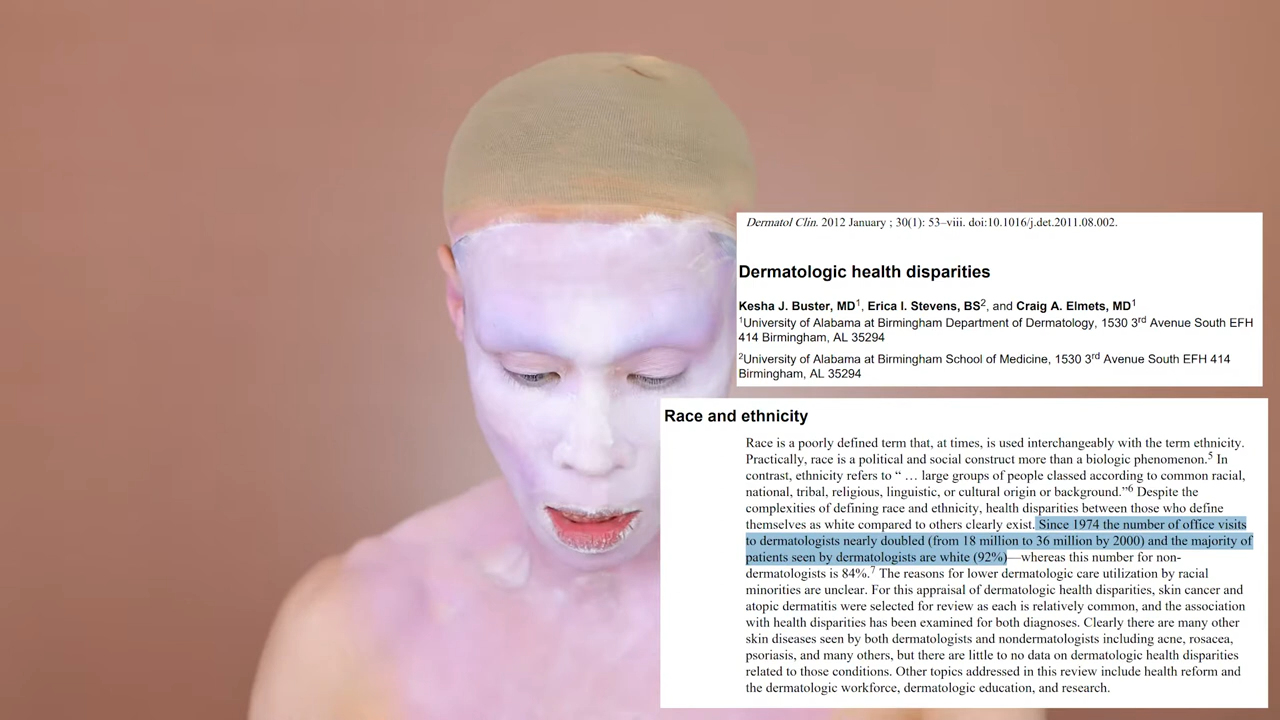 Dermatol Clin. 2012 January ; 30(1): 53–viii. doi:10.1016/j.det.2011.08.002.
Dermatologic health disparities
Kesha J. Buster, MD1, Erica I. Stevens, BS2, and Craig A. Elmets, MD1
1University of Alabama at Birmingham Department of Dermatology, 1530 3rd Avenue South EFH
414 Birmingham, AL 35294
2University of Alabama at Birmingham School of Medicine, 1530 3rd Avenue South EFH 414
Birmingham, AL 35294
Race and ethnicity
Race is a poorly defined term that, at times, is used interchangeably with the term ethnicity.
Practically, race is a political and social construct more than a biologic phenomenon.5 In
contrast, ethnicity refers to “ … large groups of people classed according to common racial,
national, tribal, religious, linguistic, or cultural origin or background.”6 Despite the
complexities of defining race and ethnicity, health disparities between those who define
themselves as white compared to others clearly exist. Since 1974 the number of office visits
to dermatologists nearly doubled (from 18 million to 36 million by 2000) and the majority of
patients seen by dermatologists are white (92%)—whereas this number for non-
dermatologists is 84%.7 The reasons for lower dermatologic care utilization by racial
minorities are unclear. For this appraisal of dermatologic health disparities, skin cancer and
atopic dermatitis were selected for review as each is relatively common, and the association
with health disparities has been examined for both diagnoses. Clearly there are many other
skin diseases seen by both dermatologists and nondermatologists including acne, rosacea,
psoriasis, and many others, but there are little to no data on dermatologic health disparities
related to those conditions. Other topics addressed in this review include health reform and
the dermatologic workforce, dermatologic education, and research.